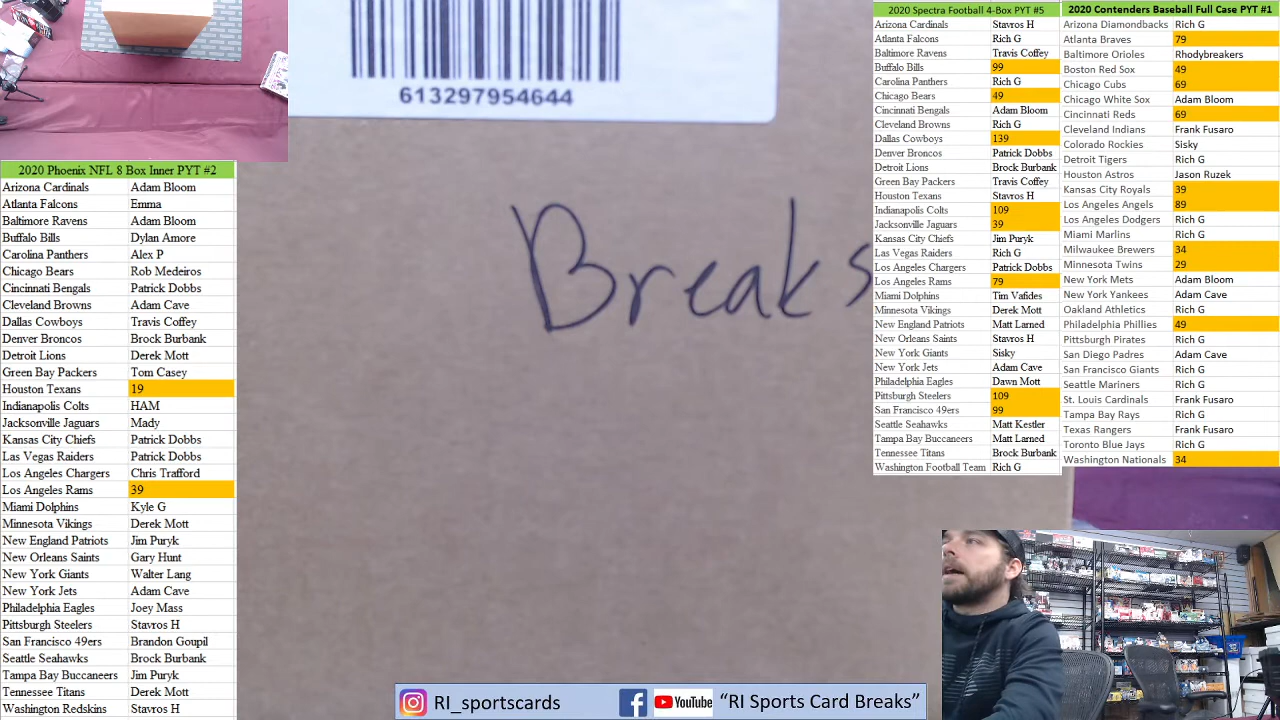 613297954644
Breaks
2020 Phoenix NFL 8 Box Inner PYT #2
Arizona Cardinals Adam Bloom
Atlanta Falcons Emma
Baltimore Ravens Adam Bloom
Buffalo Bills Dylan Amore
Carolina Panthers Alex P
Chicago Bears Rob Medeiros
Cincinnati Bengals Patrick Dobbs
Cleveland Browns Adam Cave
Dallas Cowboys Travis Coffey
Denver Broncos Brock Burbank
Detroit Lions Derek Mott
Green Bay Packers Tom Casey
Houston Texans 19
Indianapolis Colts HAM
Jacksonville Jaguars Mady
Kansas City Chiefs Patrick Dobbs
Las Vegas Raiders Patrick Dobbs
Los Angeles Chargers Chris Trafford
Los Angeles Rams 39
Miami Dolphins Kyle G
Minnesota Vikings Derek Mott
New England Patriots Jim Puryk
New Orleans Saints Gary Hunt
New York Giants Walter Lang
New York Jets Adam Cave
Philadelphia Eagles Joey Mass
Pittsburgh Steelers Stavros H
San Francisco 49ers Brandon Goupil
Seattle Seahawks Brock Burbank
Tampa Bay Buccaneers Jim Puryk
Tennessee Titans Derek Mott
Washington Redskins Stavros H
2020 Spectra Football 4-Box PYT #5
Arizona Cardinals Stavros H
Atlanta Falcons Rich G
Baltimore Ravens Travis Coffey
Buffalo Bills 99
Carolina Panthers Rich G
Chicago Bears 49
Cincinnati Bengals Adam Bloom
Cleveland Browns Rich G
Dallas Cowboys 139
Denver Broncos Patrick Dobbs
Detroit Lions Brock Burbank
Green Bay Packers Travis Coffey
Houston Texans Stavros H
Indianapolis Colts 109
Jacksonville Jaguars 39
Kansas City Chiefs Jim Puryk
Las Vegas Raiders Rich G
Los Angeles Chargers Patrick Dobbs
Los Angeles Rams 79
Miami Dolphins Tim Vafides
Minnesota Vikings Derek Mott
New England Patriots Matt Larned
New Orleans Saints Stavros H
New York Giants Sisky
New York Jets Adam Cave
Philadelphia Eagles Dawn Mott
Pittsburgh Steelers 109
San Francisco 49ers 99
Seattle Seahawks Matt Kestler
Tampa Bay Buccaneers Matt Larned
Tennessee Titans Brock Burbank
Washington Football Team Rich G
2020 Contenders Baseball Full Case PYT #1
Arizona Diamondbacks Rich G
Atlanta Braves 79
Baltimore Orioles Rhodybreakers
Boston Red Sox 49
Chicago Cubs 69
Chicago White Sox Adam Bloom
Cincinnati Reds 69
Cleveland Indians Frank Fusaro
Colorado Rockies Sisky
Detroit Tigers Rich G
Houston Astros Jason Ruzek
Kansas City Royals 39
Los Angeles Angels 89
Los Angeles Dodgers Rich G
Miami Marlins Rich G
Milwaukee Brewers 34
Minnesota Twins 29
New York Mets Adam Bloom
New York Yankees Adam Cave
Oakland Athletics Rich G
Philadelphia Phillies 49
Pittsburgh Pirates Rich G
San Diego Padres Adam Cave
San Francisco Giants Rich G
Seattle Mariners Rich G
St. Louis Cardinals Frank Fusaro
Tampa Bay Rays Rich G
Texas Rangers Frank Fusaro
Toronto Blue Jays Rich G
Washington Nationals 34
RI_sportscards YouTube “RI Sports Card Breaks”